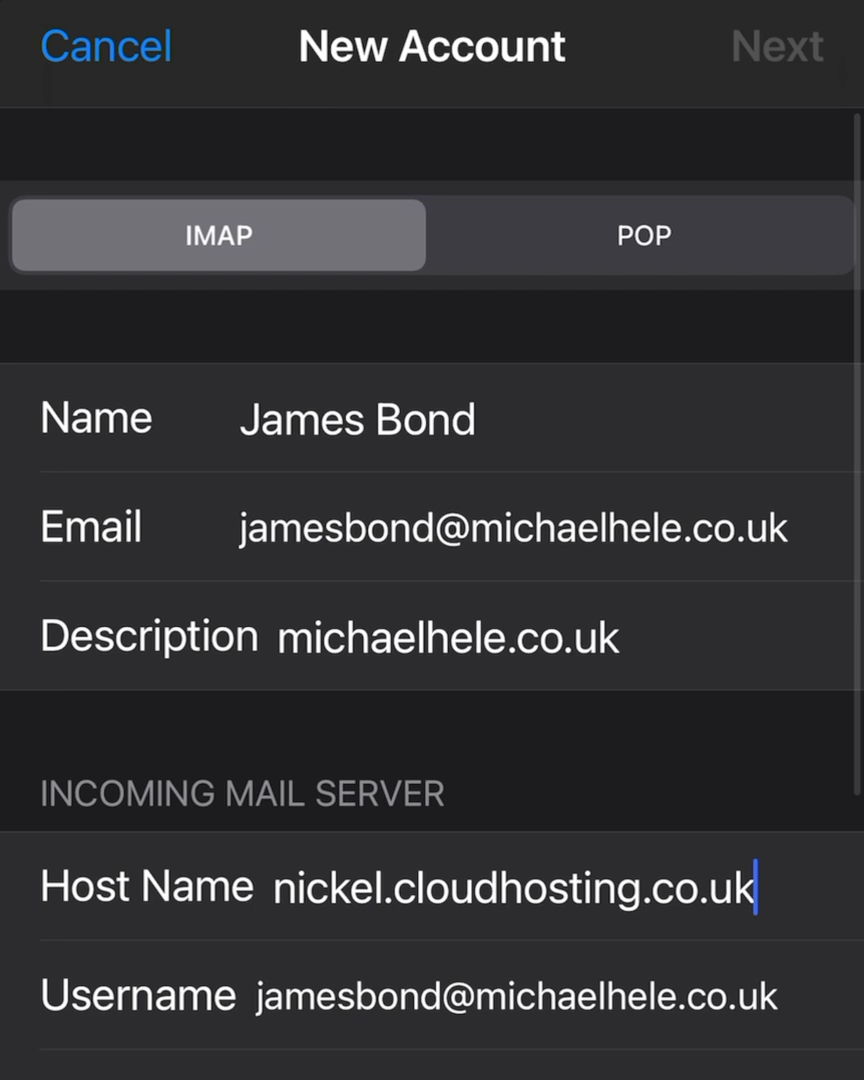 Cancel New Account Next
IMAP POP
Name James Bond
Email jamesbond@michaelhele.co.uk
Description michaelhele.co.uk
INCOMING MAIL SERVER
Host Name nickel.cloudhosting.co.uk
Username jamesbond@michaelhele.co.uk